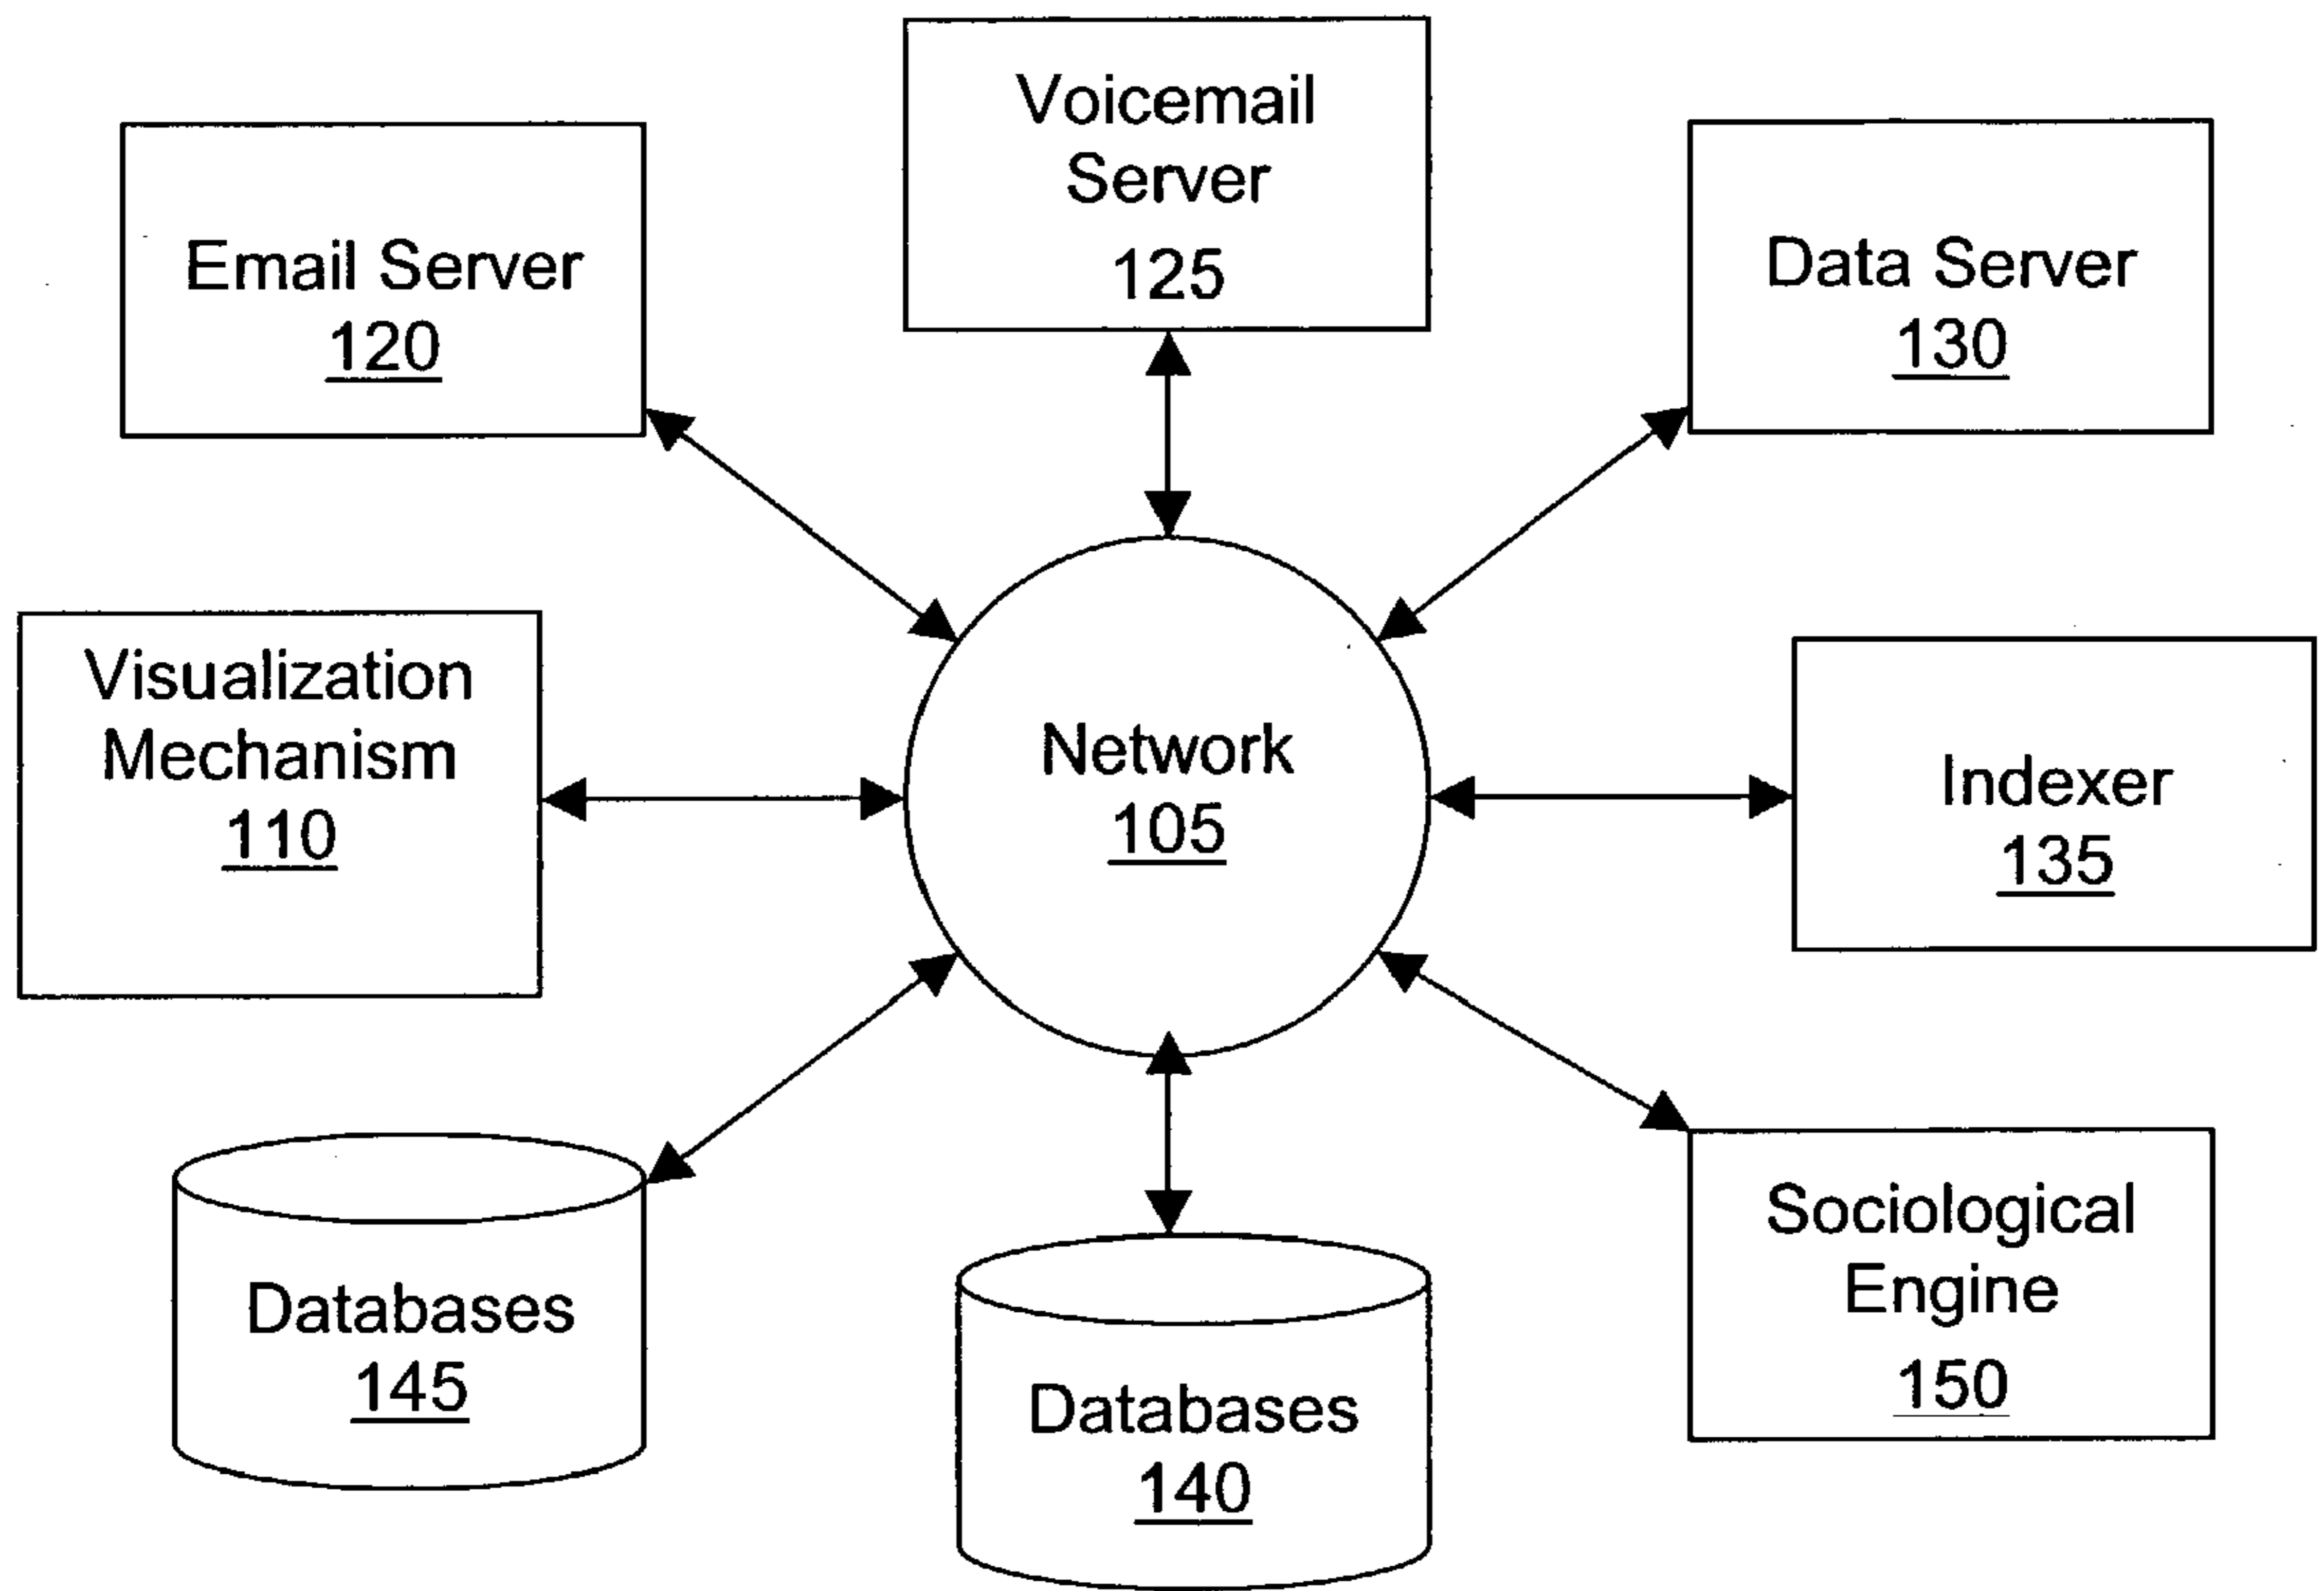 Voicemail
Server
125
Email Server
120
Data Server
130
Visualization
Mechanism
110
Network
105
Indexer
135
Databases
145
Databases
140
Sociological
Engine
150